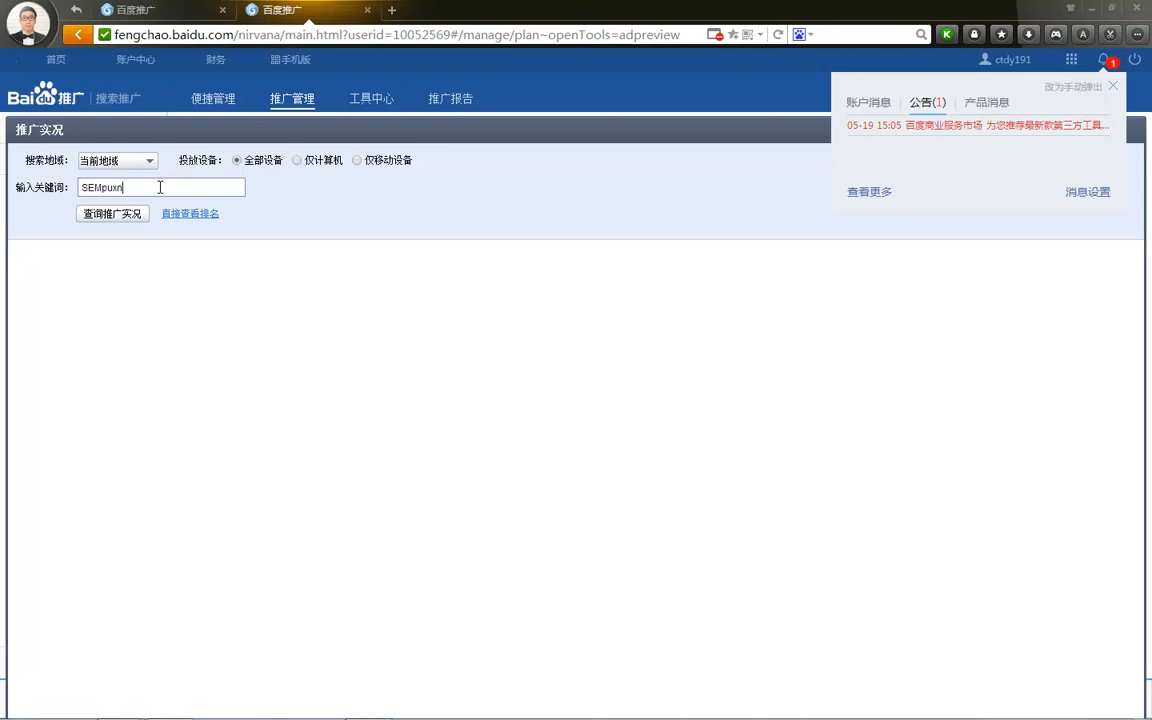 百度推广
百度推广
fengchao.baidu.com/nirvana/main.html?userid=10052569#/manage/plan~openTools=adpreview
首页 账户中心 财务 手机版 ctdy191 1
Bai du 推广 搜索推广 便捷管理 推广管理 工具中心 推广报告
改为手动弹出
账户消息 公告(1) 产品消息
05-19 15:05 百度商业服务市场 为您推荐最新款第三方工具...
查看更多 消息设置
推广实况
搜索地域： 当前地域 投放设备： 全部设备 仅计算机 仅移动设备
输入关键词： SEMpuxn
查询推广实况 直接查看排名